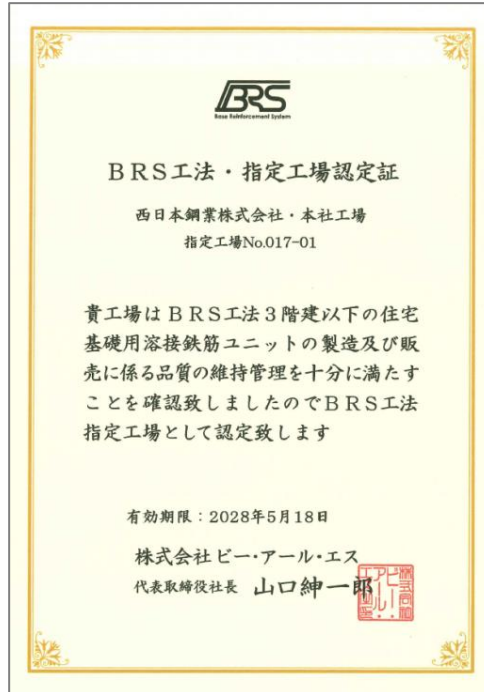 BRS
Base Reinforcement System
BRS工法・指定工場認定証
西日本鋼業株式会社・本社工場
指定工場No.017-01
貴工場はBRS工法3階建以下の住宅
基礎用溶接鉄筋ユニットの製造及び販
売に係る品質の維持管理を十分に満たす
ことを確認致しましたのでBRS工法
指定工場として認定致します
有効期限：2028年5月18日
株式会社ビー・アール・エス
代表取締役社長 山口紳一郎